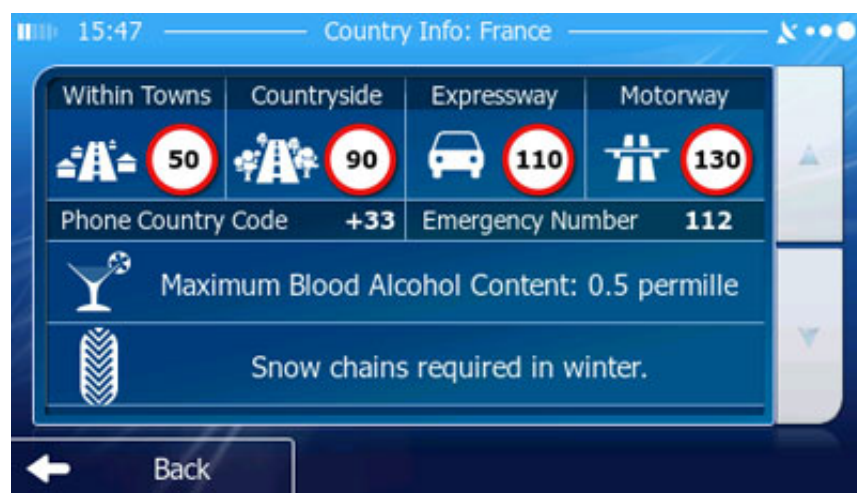 15:47 Country Info: France
Within Towns Countryside Expressway Motorway
50 90 110 130
Phone Country Code +33 Emergency Number 112
Maximum Blood Alcohol Content: 0.5 permille
Snow chains required in winter.
Back